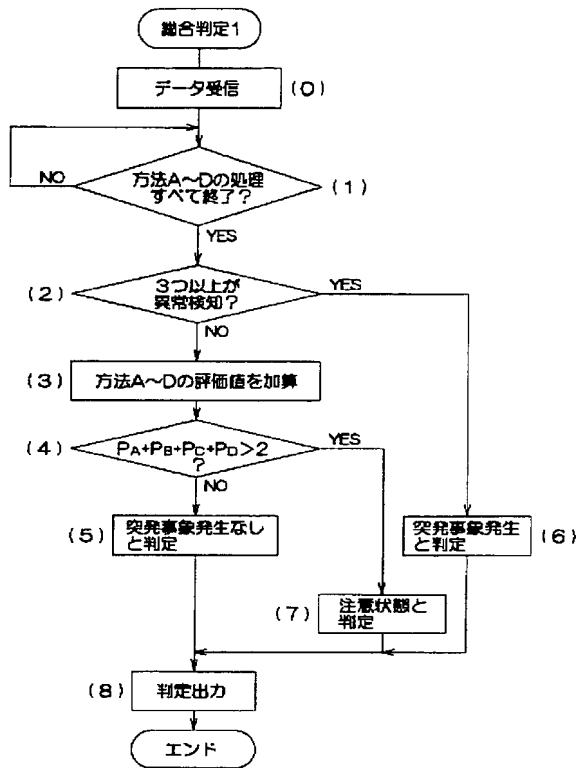 総合判定1
データ受信
(0)
方法A～Dの処理
すべて終了?
(1)
NO
YES
(2)
3つ以上が
異常検知?
YES
NO
(3)
方法A～Dの評価値を加算
(4)
PA+PB+PC+PD>2
?
YES
NO
(5)
突発事象発生なし
と判定
突発事象発生
と判定
(6)
(7)
注意状態と
判定
(8)
判定出力
エンド